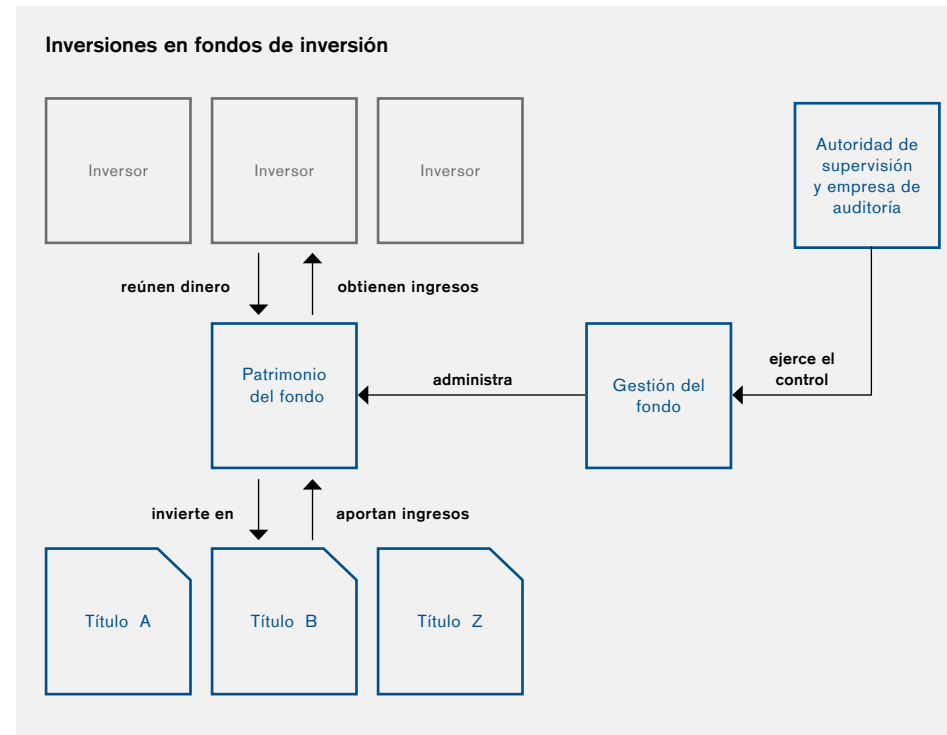 Inversiones en fondos de inversión
Inversor
Inversor
Inversor
Autoridad de
supervisión
y empresa de
auditoría
reúnen dinero
obtienen ingresos
Patrimonio
del fondo
administra
Gestión del
fondo
ejerce el
control
invierte en
aportan ingresos
Título A
Título B
Título Z